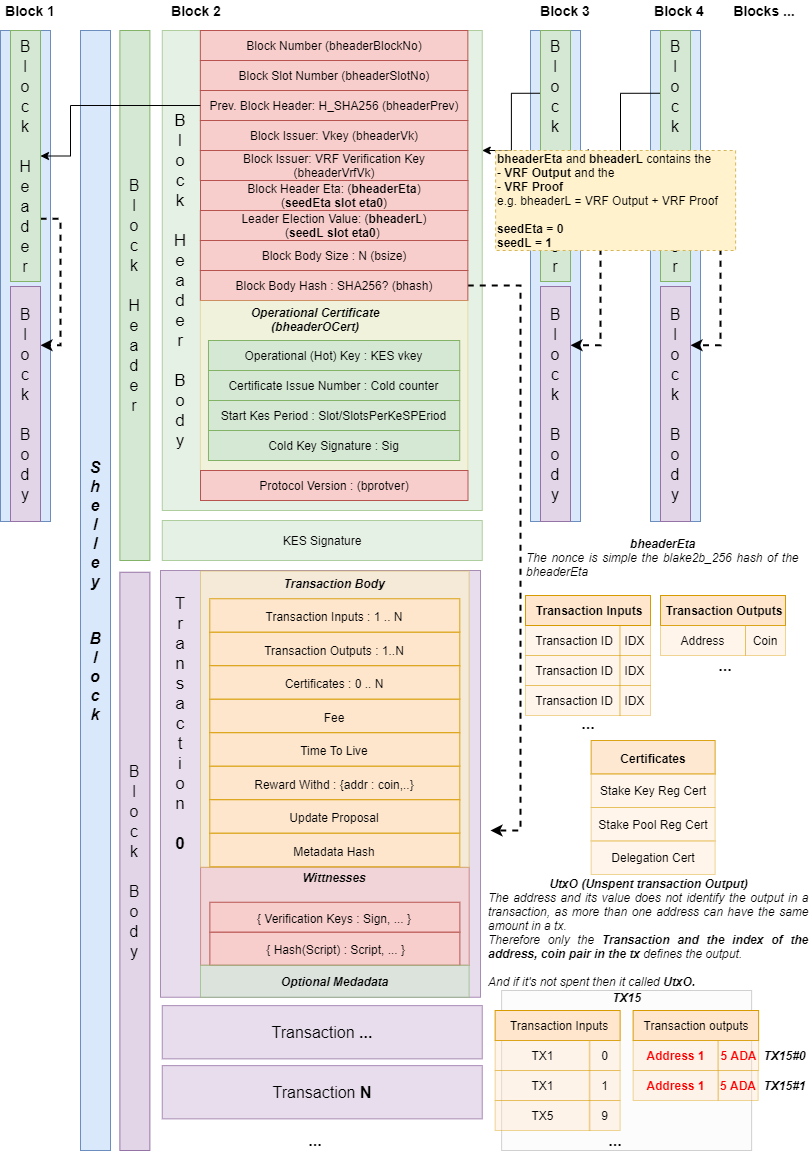 Block 1
Block 2
Block 3
Block 4
Blocks ...
Block Header
Block Body
Shelley Block
Block Header
Block Body
Block Header Body
Block Number (bheaderBlockNo)
Block Slot Number (bheaderSlotNo)
Prev. Block Header: H_SHA256 (bheaderPrev)
Block Issuer: Vkey (bheaderVk)
Block Issuer: VRF Verification Key
(bheaderVrfVk)
Block Header Eta: (bheaderEta)
(seedEta slot eta0)
Leader Election Value: (bheaderL)
(seedL slot eta0)
Block Body Size : N (bsize)
Block Body Hash : SHA256? (bhash)
Operational Certificate
(bheaderOCert)
Operational (Hot) Key : KES vkey
Certificate Issue Number : Cold counter
Start Kes Period : Slot/SlotsPerKeSPEriod
Cold Key Signature : Sig
Protocol Version : (bprotver)
KES Signature
Transaction 0
Transaction Body
Transaction Inputs : 1 .. N
Transaction Outputs : 1..N
Certificates : 0 .. N
Fee
Time To Live
Reward Withd : {addr : coin,..}
Update Proposal
Metadata Hash
Wittnesses
{ Verification Keys : Sign, ... }
{ Hash(Script) : Script, ... }
Optional Medadata
Transaction ...
Transaction N
...
Block
r
Block Body
Block
r
Block Body
bheaderEta and bheaderL contains the
- VRF Output and the
- VRF Proof
e.g. bheaderL = VRF Output + VRF Proof
seedEta = 0
seedL = 1
bheaderEta
The nonce is simple the blake2b_256 hash of the
bheaderEta
Transaction Inputs
Transaction ID IDX
Transaction ID IDX
Transaction ID IDX
...
Transaction Outputs
Address Coin
...
Certificates
Stake Key Reg Cert
Stake Pool Reg Cert
Delegation Cert
UtxO (Unspent transaction Output)
The address and its value does not identify the output in a
transaction, as more than one address can have the same
amount in a tx.
Therefore only the Transaction and the index of the
address, coin pair in the tx defines the output.
And if it's not spent then it called UtxO.
TX15
Transaction Inputs
TX1 0
TX1 1
TX5 9
Transaction outputs
Address 1 5 ADA TX15#0
Address 1 5 ADA TX15#1
...